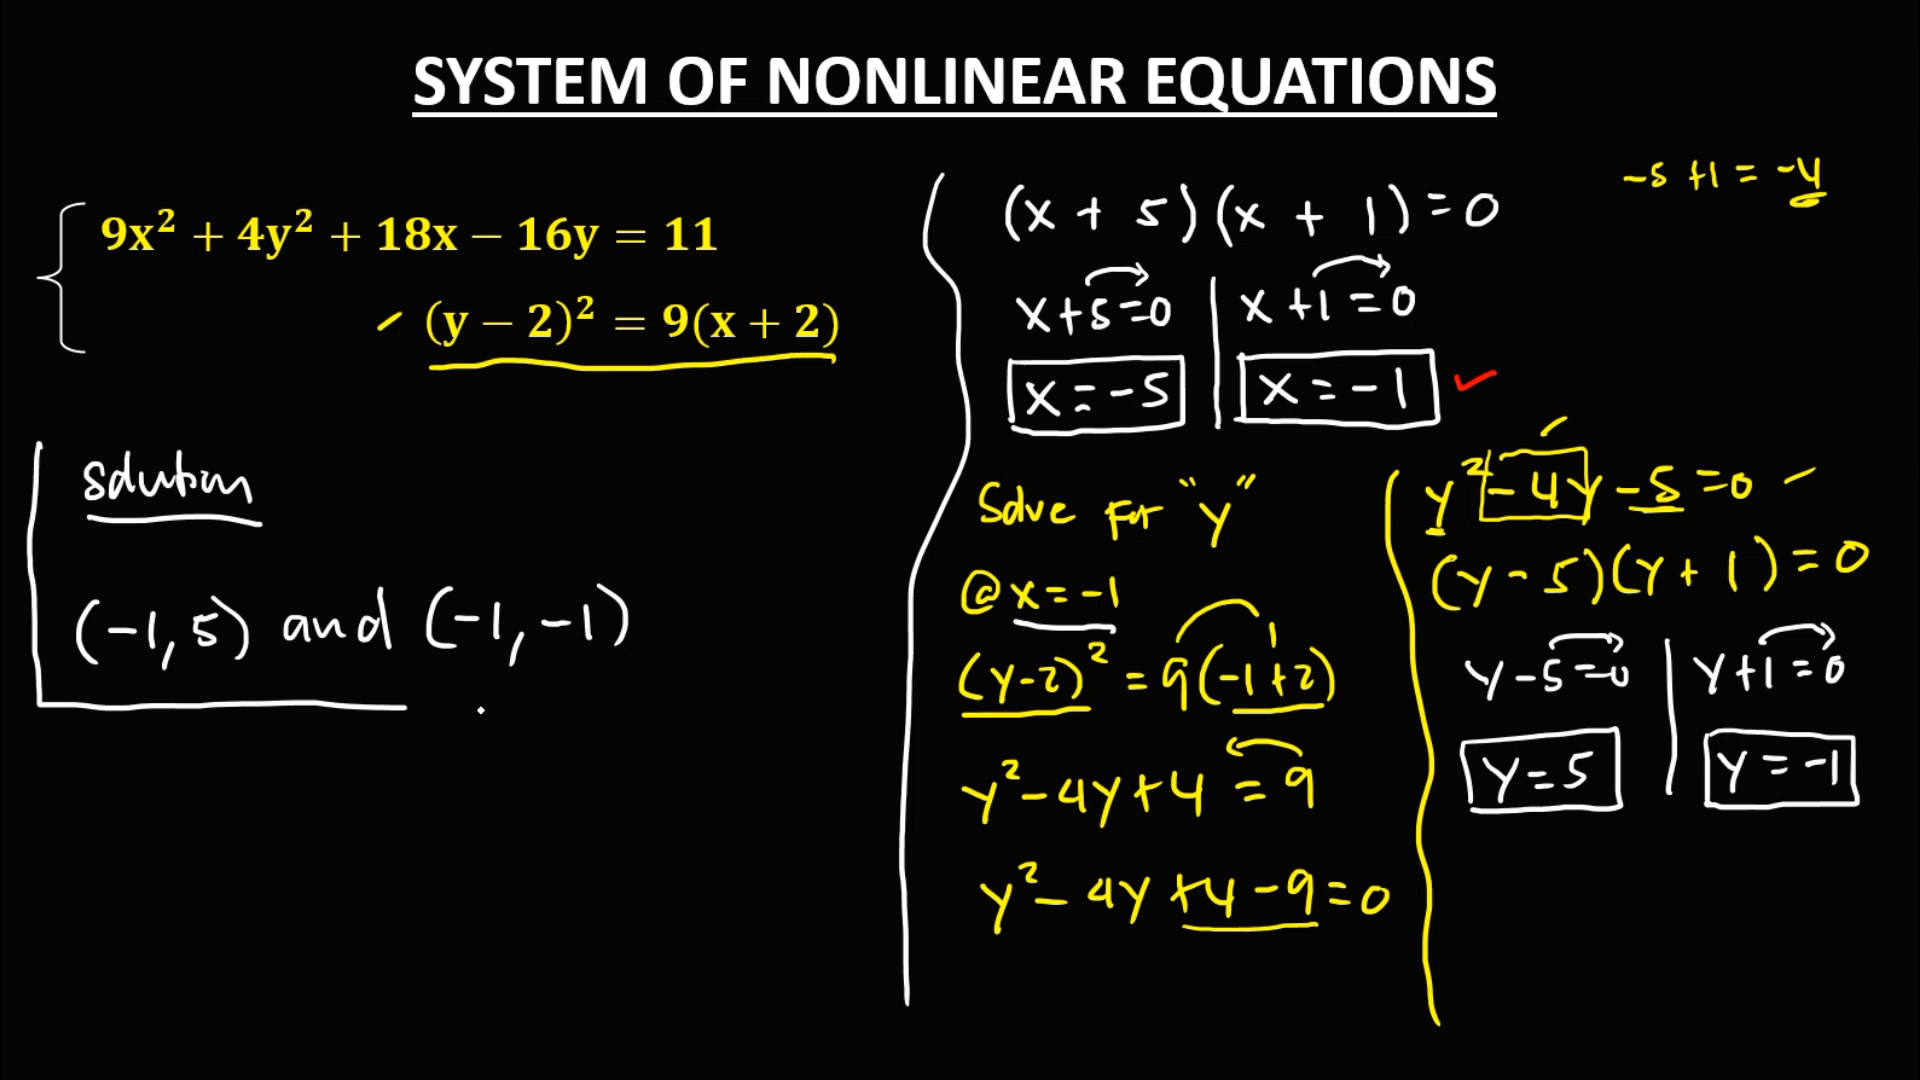 SYSTEM OF NONLINEAR EQUATIONS
9x² + 4y² + 18x − 16y = 11
(y − 2)² = 9(x + 2)
Solution
(-1, 5) and (-1, -1)
(x + 5)(x + 1) = 0
-5 + 1 = -4
x + 5 = 0 | x + 1 = 0
x = -5 | x = -1
Solve For "y"
@ x = -1
(y-2)² = 9(-1+2)
1
y² - 4y + 4 = 9
y² - 4y + 4 - 9 = 0
y² - 4y - 5 = 0
(y - 5)(y + 1) = 0
y - 5 = 0 | y + 1 = 0
y = 5 | y = -1